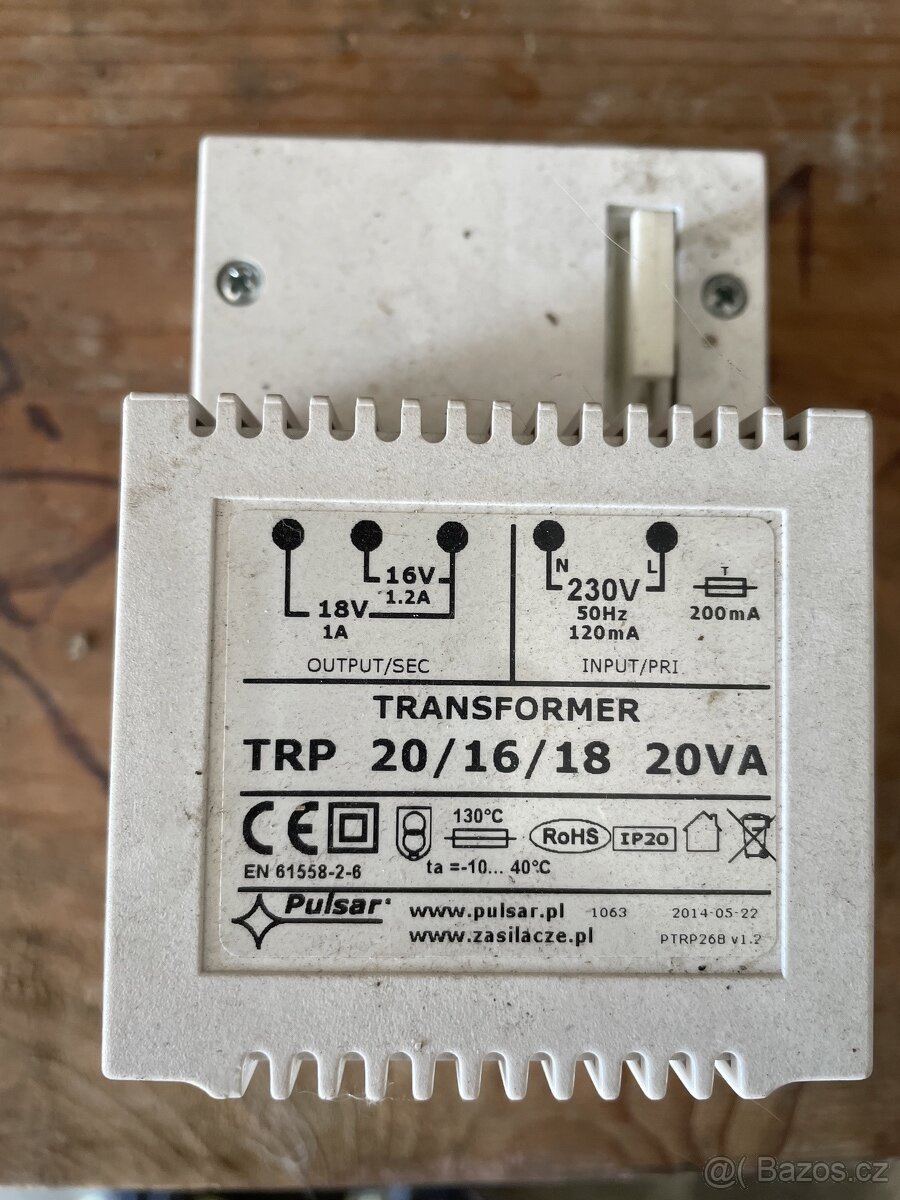 16V
1.2A
18V
1A
OUTPUT/SEC
N L
230V
50Hz
120mA
INPUT/PRI
T
200mA
TRANSFORMER
TRP 20/16/18 20VA
CE 130°C RoHS IP20
EN 61558-2-6 ta =-10... 40°C
Pulsar www.pulsar.pl 1063 2014-05-22
www.zasilacze.pl PTRP268 v1.2
@( Bazos.cz